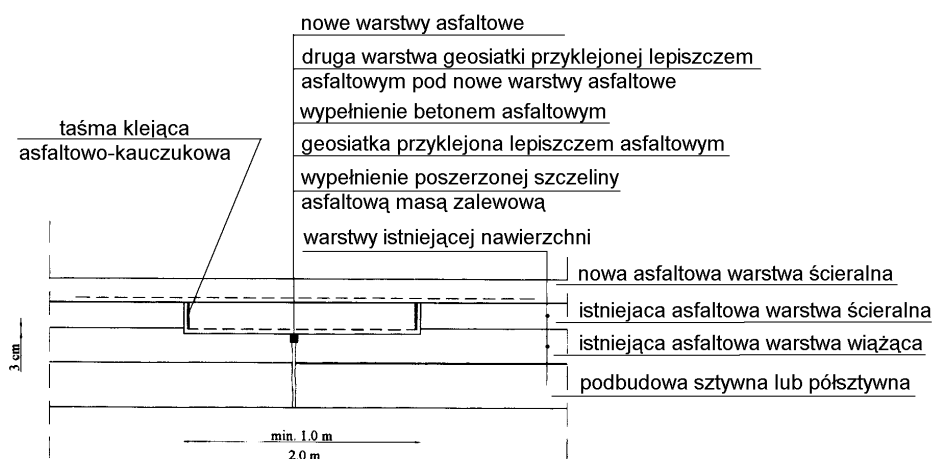 nowe warstwy asfaltowe
druga warstwa geosiatki przyklejonej lepiszczem
asfaltowym pod nowe warstwy asfaltowe
wypełnienie betonem asfaltowym
geosiatka przyklejona lepiszczem asfaltowym
wypełnienie poszerzonej szczeliny
asfaltową masą zalewową
warstwy istniejącej nawierzchni
taśma klejąca
asfaltowo-kauczukowa
nowa asfaltowa warstwa ścieralna
istniejaca asfaltowa warstwa ścieralna
istniejąca asfaltowa warstwa wiążąca
podbudowa sztywna lub półsztywna
3 cm
min. 1.0 m
2.0 m